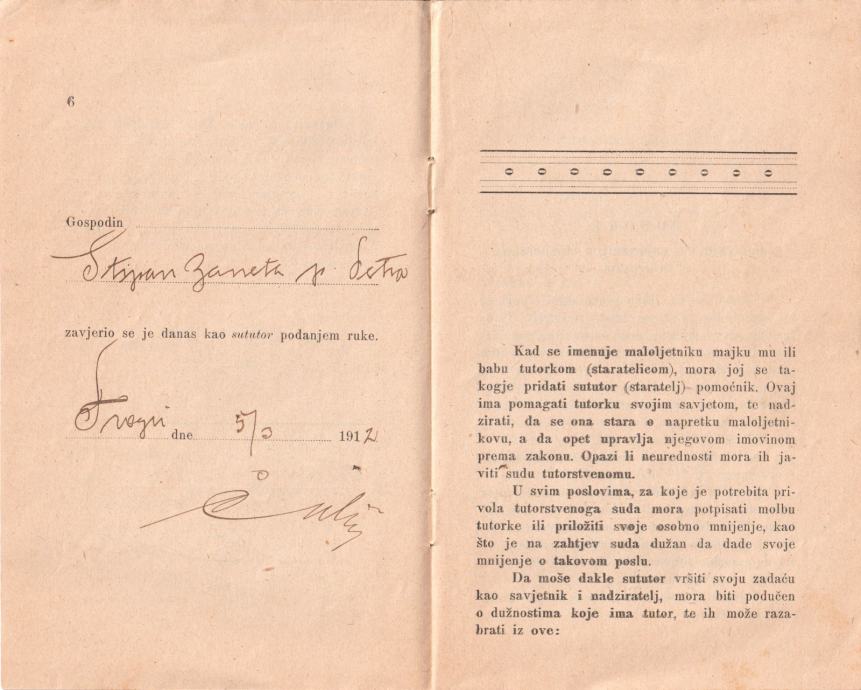 6
Gospodin
Stipan Zaneta p. Petra
zavjerio se je danas kao sututor podanjem ruke.
dne 5/3 1912
Kad se imenuje maloljetniku majku mu ili
babu tutorkom (staratelicom), mora joj se ta-
kogje pridati sututor (staratelj) pomoćnik. Ovaj
ima pomagati tutorku svojim savjetom, te nad-
zirati, da se ona stara o napretku maloljetni-
kovu, a da opet upravlja njegovom imovinom
prema zakonu. Opazi li neurednosti mora ih ja-
viti sudu tutorstvenomu.
U svim poslovima, za koje je potrebita pri-
vola tutorstvenoga suda mora potpisati molbu
tutorke ili priložiti svoje osobno mnijenje, kao
što je na zahtjev suda dužan da dade svoje
mnijenje o takovom poslu.
Da moše dakle sututor vršiti svoju zadaću
kao savjetnik i nadziratelj, mora biti podučen
o dužnostima koje ima tutor, te ih može raza-
brati iz ove: